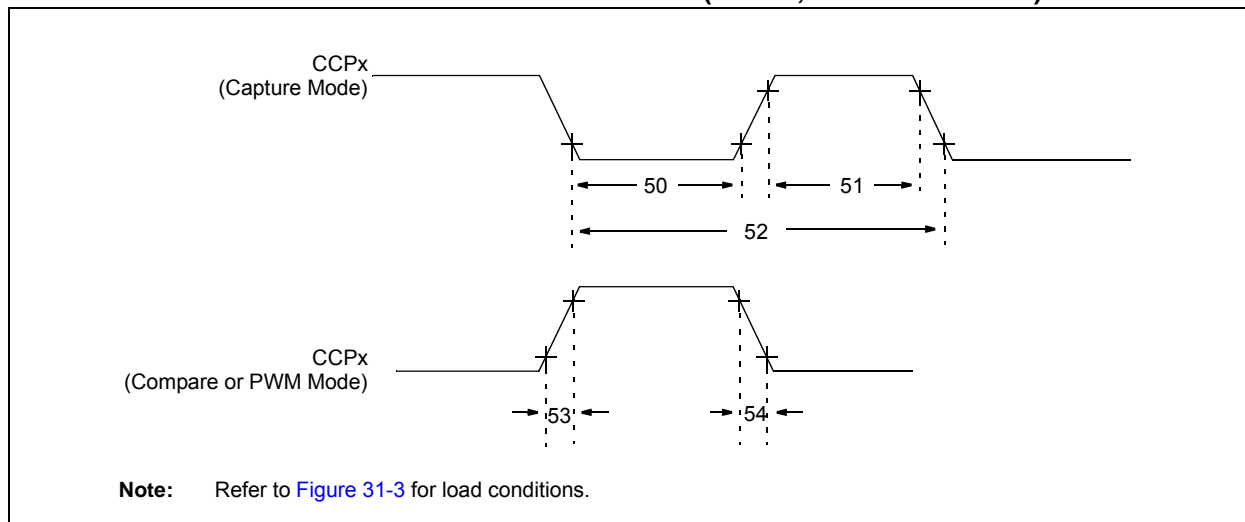 CCPx
(Capture Mode)
50
51
52
CCPx
(Compare or PWM Mode)
53
54
Note: Refer to Figure 31-3 for load conditions.